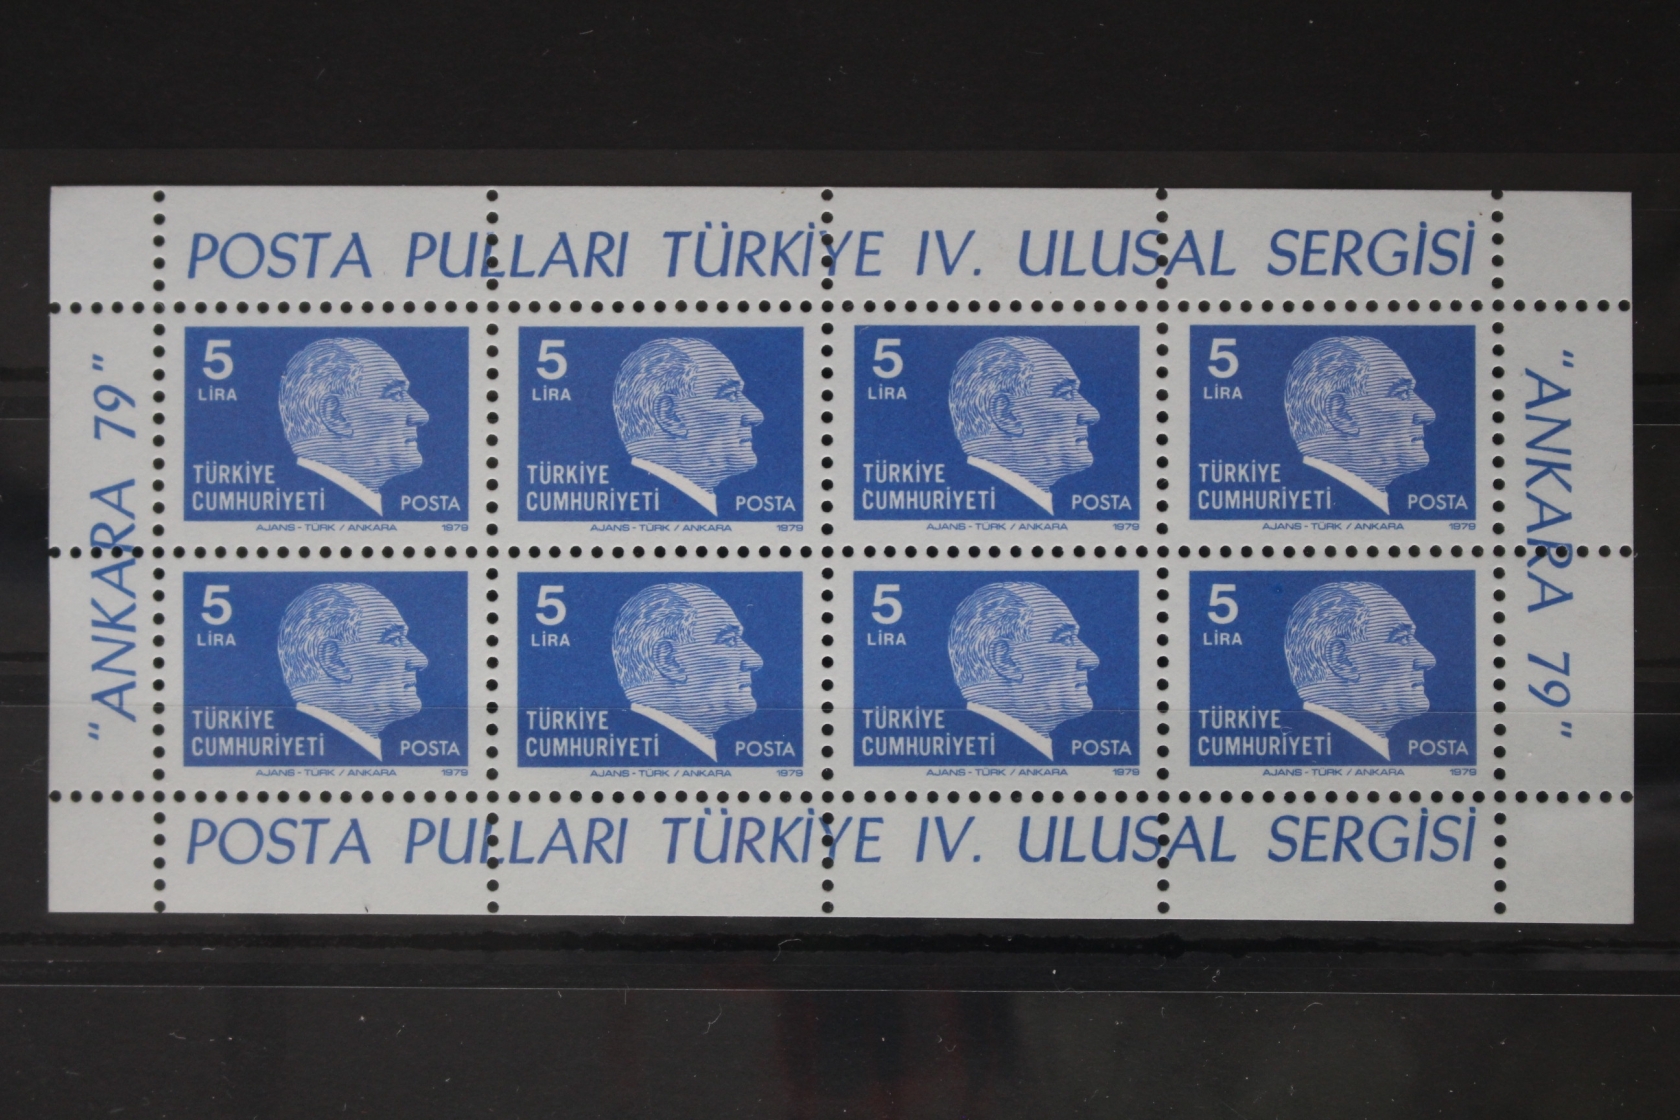 POSTA PULLARI TÜRKİYE IV. ULUSAL SERGİSİ
"ANKARA 79"
5
LİRA
TÜRKİYE
CUMHURİYETİ
POSTA
AJANS - TÜRK / ANKARA 1979
5
LİRA
TÜRKİYE
CUMHURİYETİ
POSTA
AJANS - TÜRK / ANKARA 1979
5
LİRA
TÜRKİYE
CUMHURİYETİ
POSTA
AJANS - TÜRK / ANKARA 1979
5
LİRA
TÜRKİYE
CUMHURİYETİ
POSTA
AJANS - TÜRK / ANKARA 1979
"ANKARA 79"
5
LİRA
TÜRKİYE
CUMHURİYETİ
POSTA
AJANS - TÜRK / ANKARA 1979
5
LİRA
TÜRKİYE
CUMHURİYETİ
POSTA
AJANS - TÜRK / ANKARA 1979
5
LİRA
TÜRKİYE
CUMHURİYETİ
POSTA
AJANS - TÜRK / ANKARA 1979
5
LİRA
TÜRKİYE
CUMHURİYETİ
POSTA
AJANS - TÜRK / ANKARA 1979
POSTA PULLARI TÜRKİYE IV. ULUSAL SERGİSİ